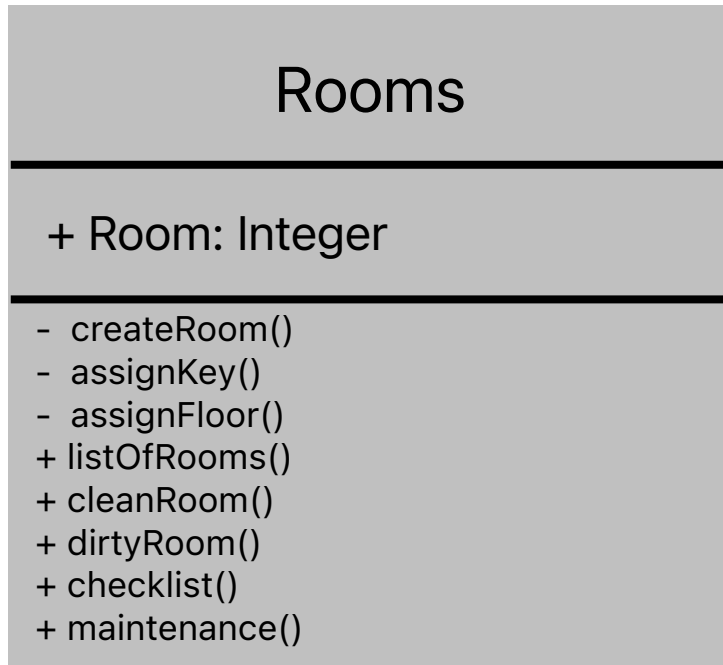 Rooms
+ Room: Integer
- createRoom()
- assignKey()
- assignFloor()
+ listOfRooms()
+ cleanRoom()
+ dirtyRoom()
+ checklist()
+ maintenance()